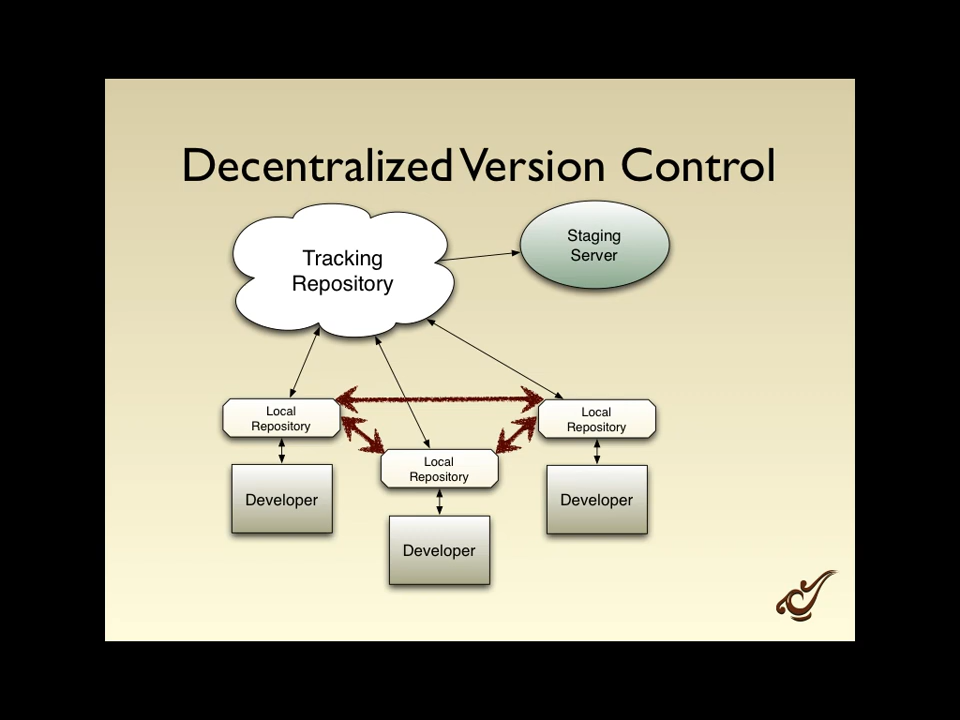 Decentralized Version Control
Tracking
Repository
Staging
Server
Local
Repository
Local
Repository
Local
Repository
Developer
Developer
Developer